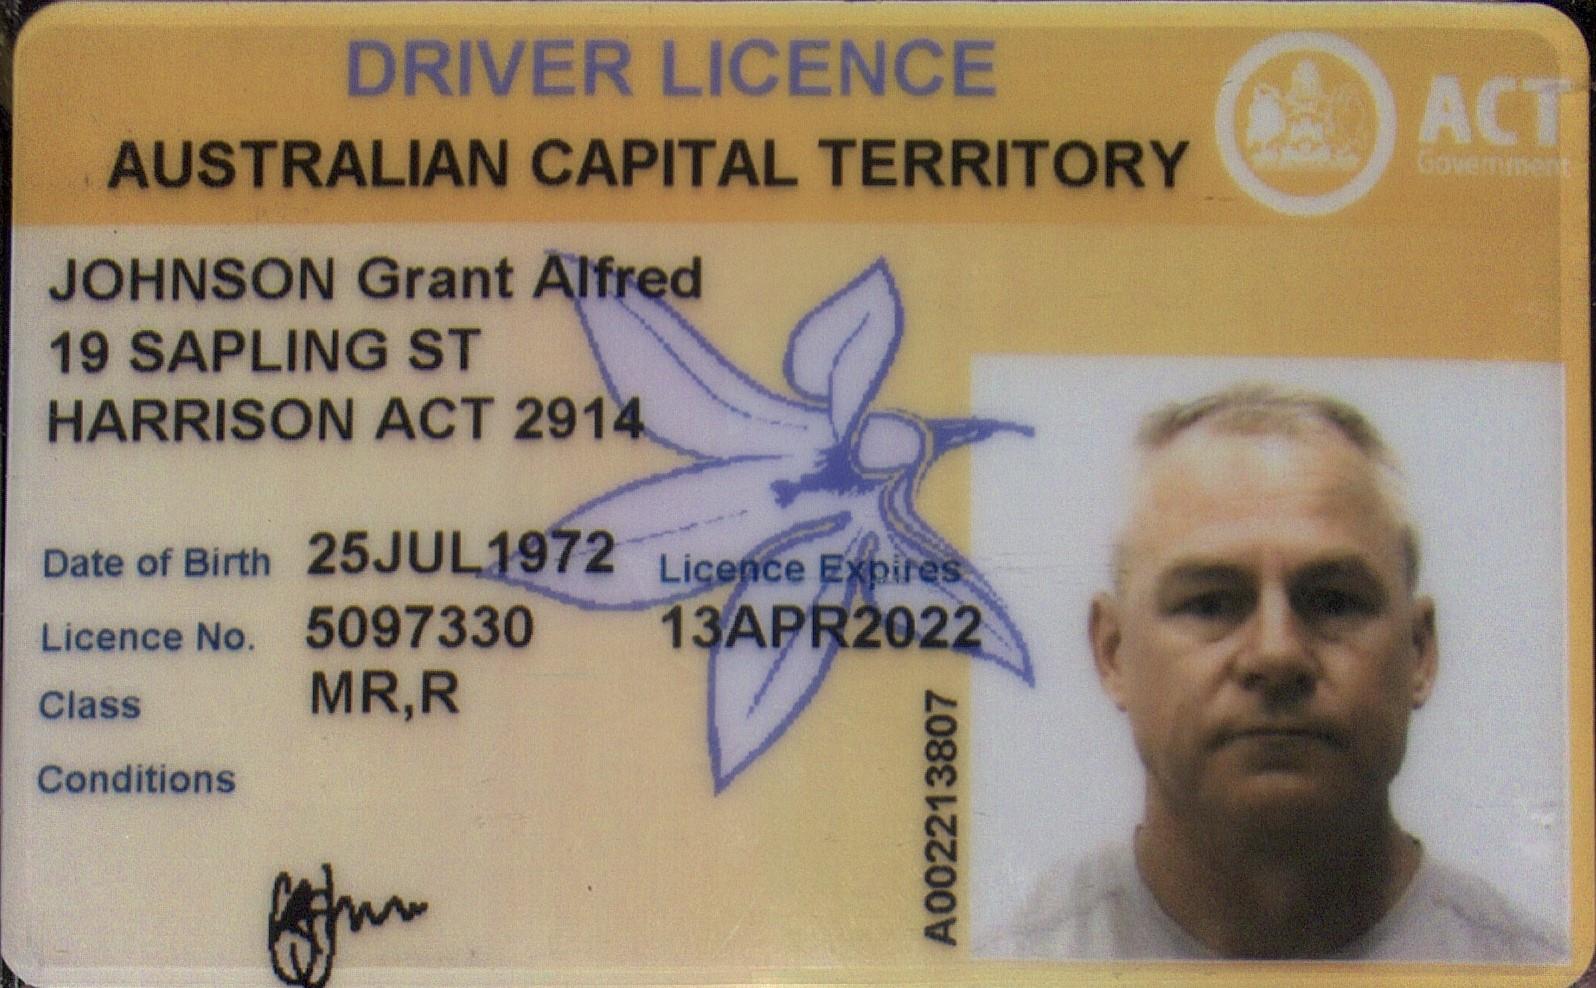 DRIVER LICENCE
AUSTRALIAN CAPITAL TERRITORY
ACT
Government
JOHNSON Grant Alfred
19 SAPLING ST
HARRISON ACT 2914
Date of Birth 25JUL1972
Licence Expires
Licence No. 5097330
13APR2022
Class MR,R
Conditions
A002213807